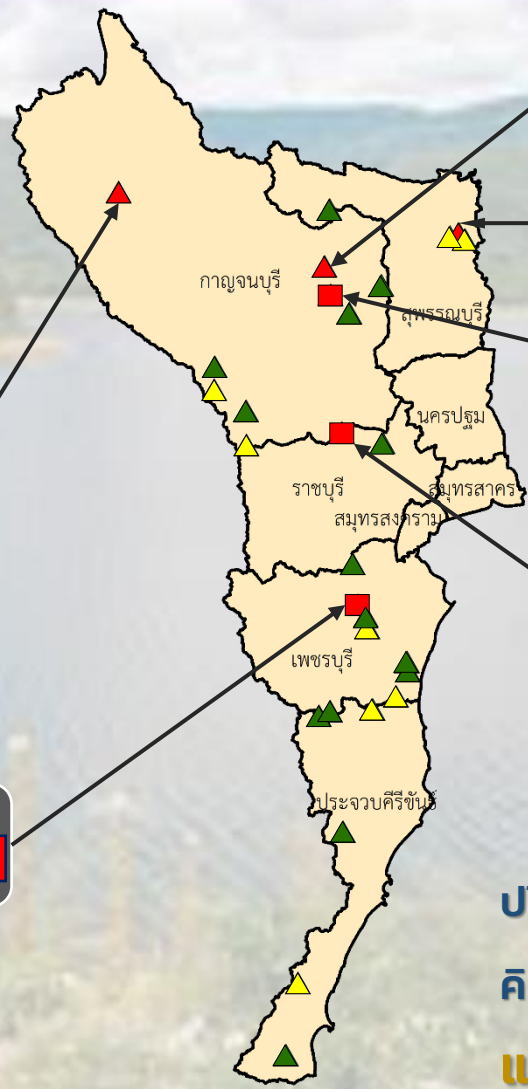 กาญจนบุรี
สุพรรณบุรี
นครปฐม
สมุทรสาคร
ราชบุรี
สมุทรสงคราม
เพชรบุรี
ประจวบคีรีขันธ์